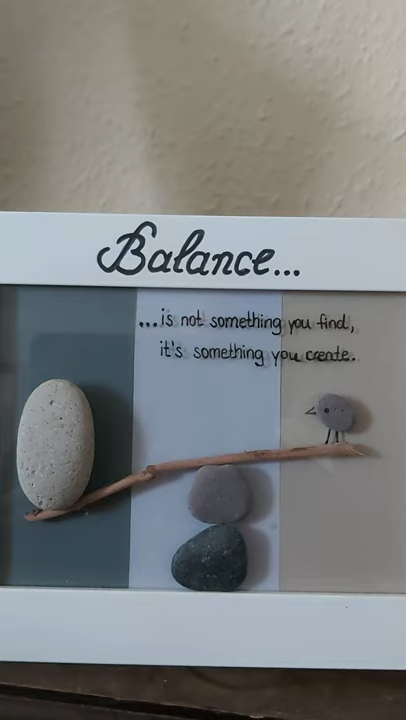 Balance...
...is not something you find,
it's something you create.